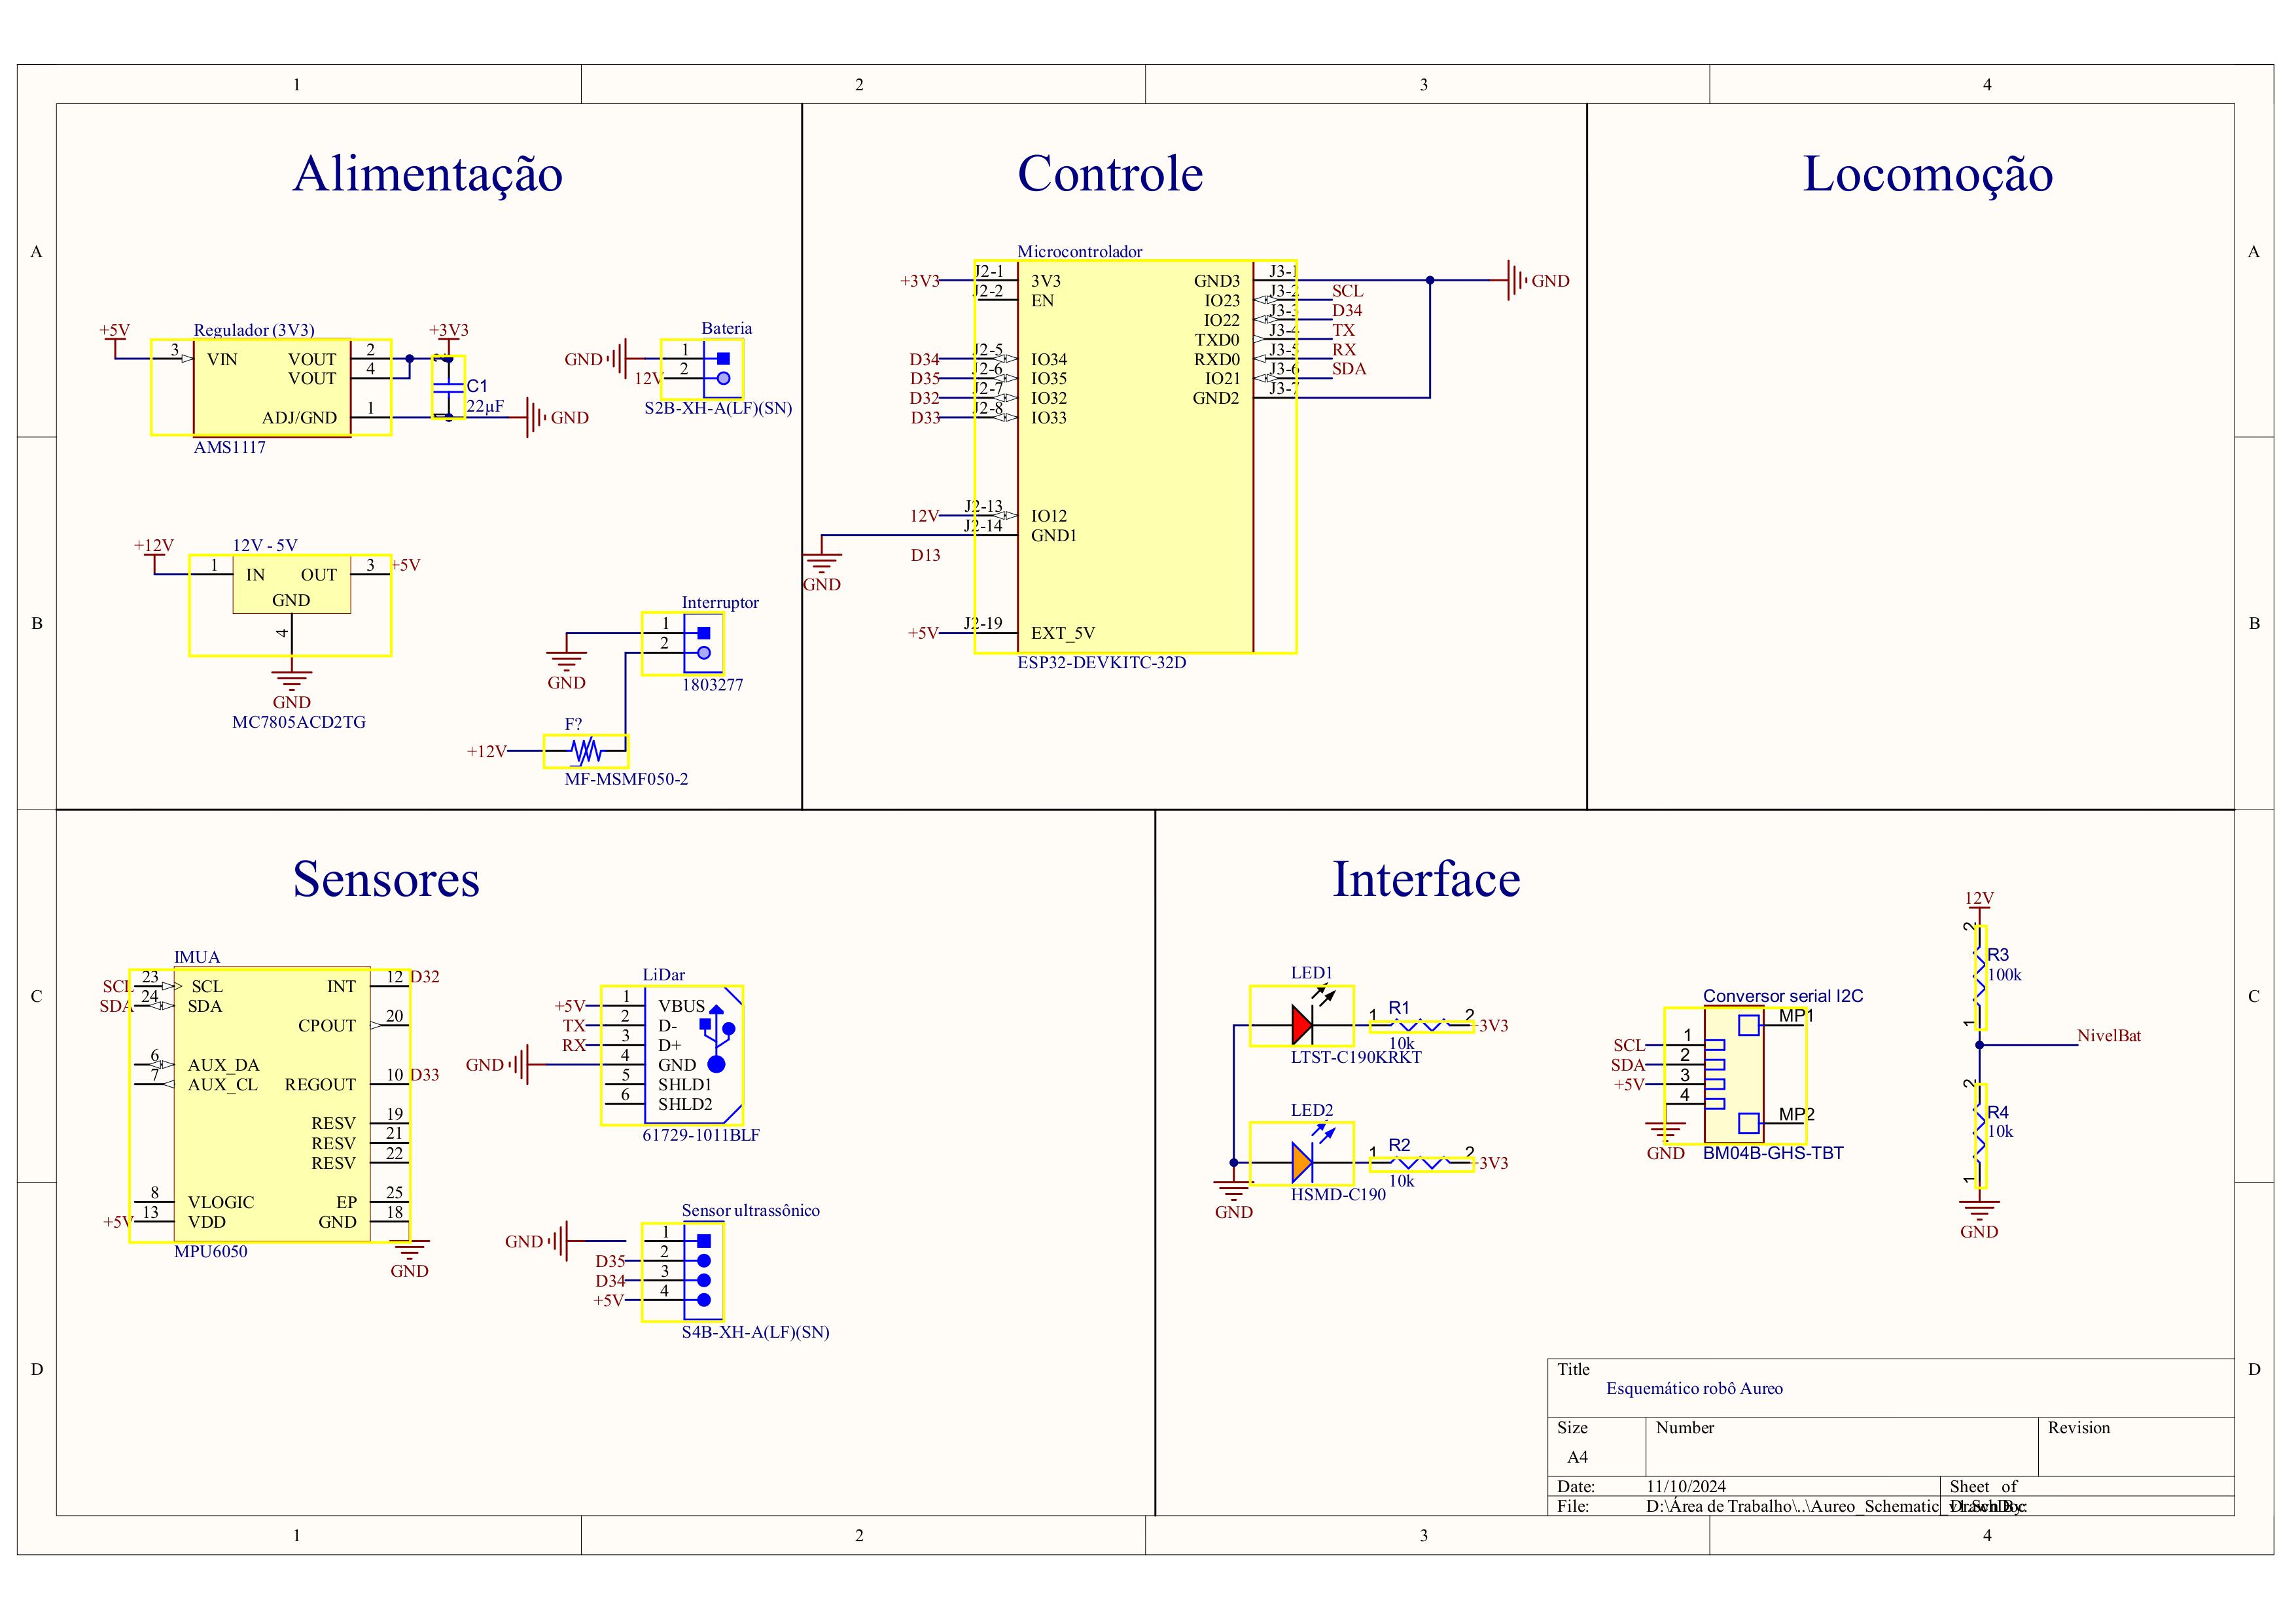 1 2 3 4
A
B
C
D
A
B
C
D
1 2 3 4
Alimentação
Regulador (3V3)
+5V
+3V3
3 VIN VOUT 2
VOUT 4
ADJ/GND 1
C1
22µF
GND
AMS1117
Bateria
GND 1
12V 2
S2B-XH-A(LF)(SN)
12V - 5V
+12V
1 IN OUT 3 +5V
GND
4
GND
MC7805ACD2TG
Interruptor
1
2
GND
1803277
F?
+12V
MF-MSMF050-2
Controle
Microcontrolador
+3V3 J2-1 3V3 GND3 J3-1 GND
J2-2 EN IO23 J3-2 SCL
IO22 J3-3 D34
TXD0 J3-4 TX
D34 J2-5 IO34 RXD0 J3-5 RX
D35 J2-6 IO35 IO21 J3-6 SDA
D32 J2-7 IO32 GND2 J3-7
D33 J2-8 IO33
12V J2-13 IO12
J2-14 GND1
D13
GND
+5V J2-19 EXT_5V
ESP32-DEVKITC-32D
Locomoção
Sensores
IMUA
SCL 23 SCL INT 12 D32
SDA 24 SDA
CPOUT 20
6 AUX_DA
7 AUX_CL REGOUT 10 D33
RESV 19
RESV 21
RESV 22
8 VLOGIC EP 25
+5V 13 VDD GND 18
MPU6050
GND
LiDar
+5V 1 VBUS
TX 2 D-
RX 3 D+
GND 4 GND
5 SHLD1
6 SHLD2
61729-1011BLF
Sensor ultrassônico
GND 1
D35 2
D34 3
+5V 4
S4B-XH-A(LF)(SN)
Interface
LED1
R1
1 2 3V3
10k
LTST-C190KRKT
LED2
R2
1 2 3V3
10k
HSMD-C190
GND
Conversor serial I2C
MP1
SCL 1
SDA 2
+5V 3
4
MP2
GND
BM04B-GHS-TBT
12V
2
R3
100k
1
NivelBat
2
R4
10k
1
GND
Title
Esquemático robô Aureo
Size Number Revision
A4
Date: 11/10/2024 Sheet of
File: D:\Área de Trabalho\..\Aureo_Schematic_v1.SchDoc Drawn By: